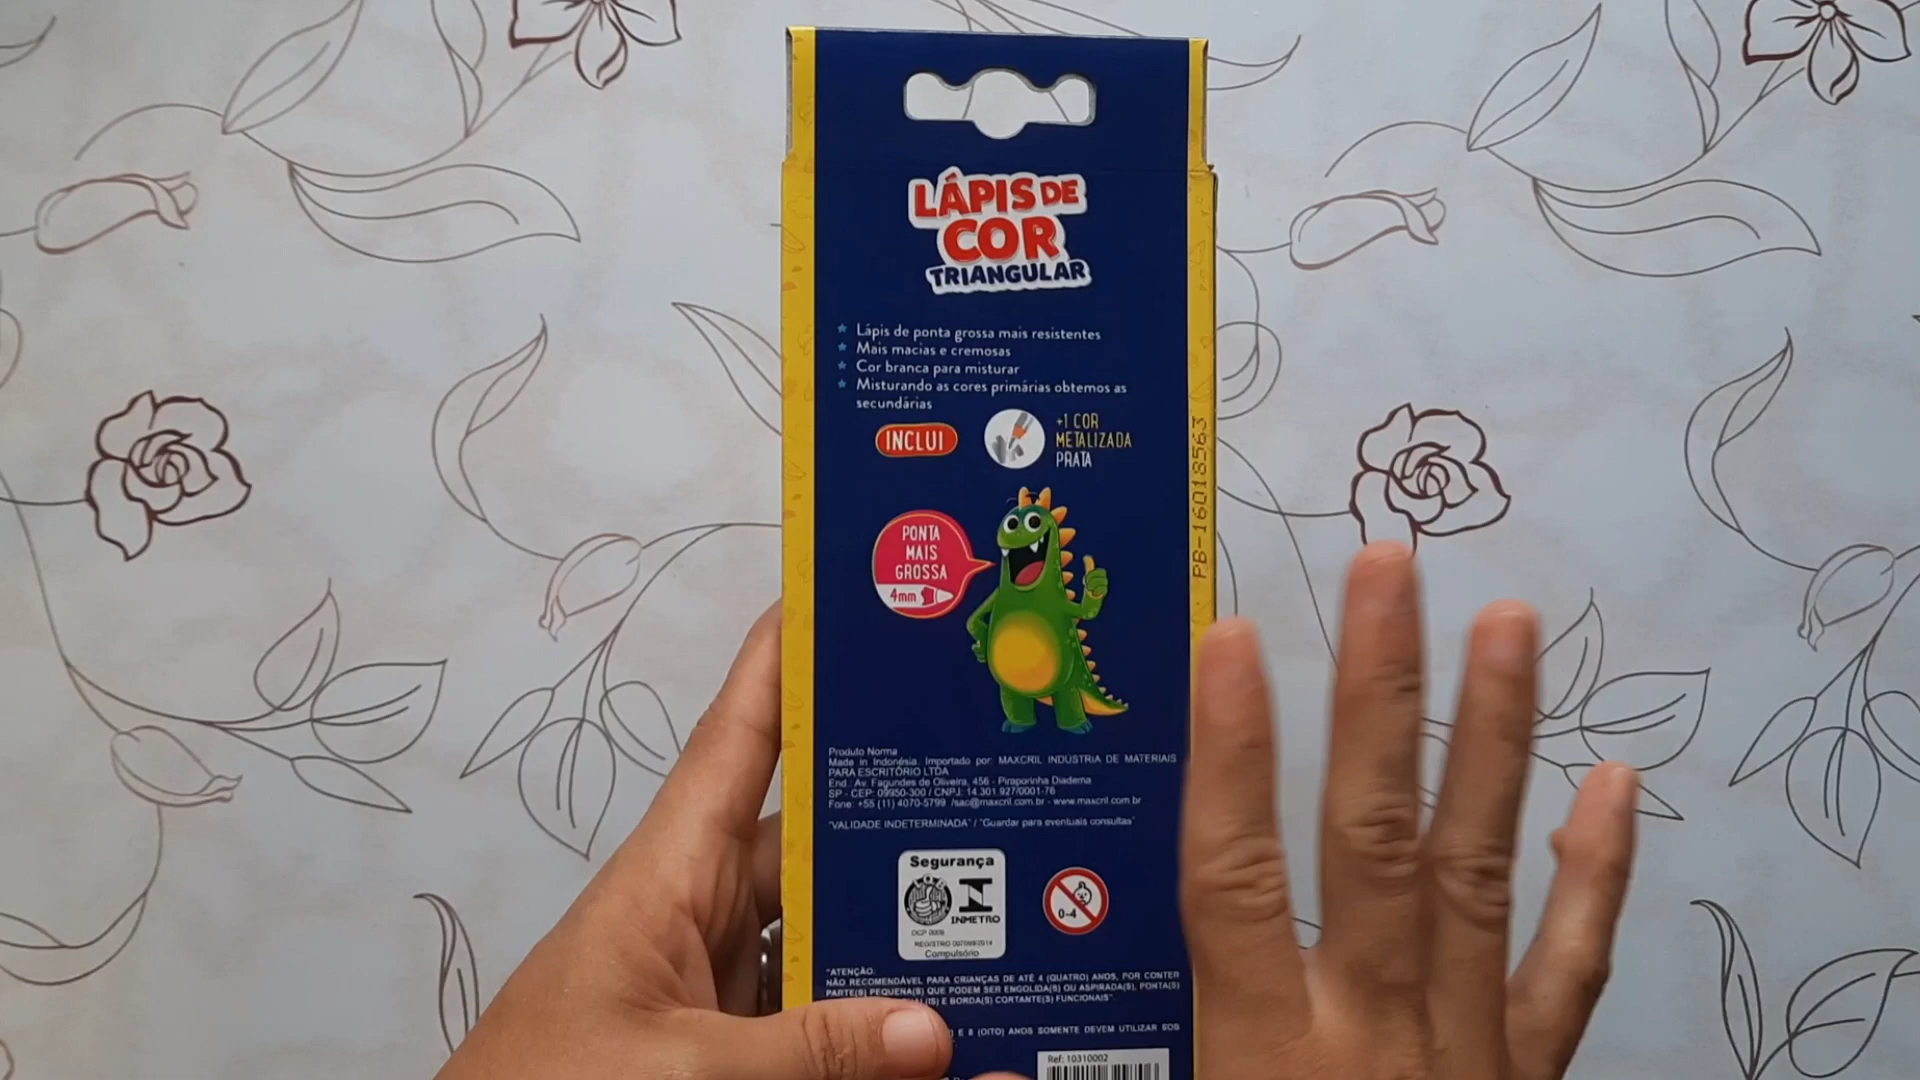 LÁPIS DE
COR
TRIANGULAR
Lápis de ponta grossa mais resistentes
Mais macias e cremosas
Cor branca para misturar
Misturando as cores primárias obtemos as
secundárias
INCLUI
+1 COR
METALIZADA
PRATA
PONTA
MAIS
GROSSA
4mm
PB-16018563
Produto Norma
Made in Indonésia. Importado por: MAXCRIL INDÚSTRIA DE MATERIAIS
PARA ESCRITÓRIO LTDA
End.: Av. Fagundes de Oliveira, 456 - Piraporinha Diadema
SP - CEP: 09950-300 / CNPJ: 14.301.927/0001-76
Fone: +55 (11) 4070-5799 /sac@maxcril.com.br - www.maxcril.com.br
"VALIDADE INDETERMINADA" / "Guardar para eventuais consultas"
Segurança
INMETRO
Compulsório
0-4
"ATENÇÃO:
NÃO RECOMENDÁVEL PARA CRIANÇAS DE ATÉ 4 (QUATRO) ANOS, POR CONTER
PARTE(S) PEQUENA(S) QUE PODEM SER ENGOLIDA(S) OU ASPIRADA(S), PONTA(S)
E BORDA(S) CORTANTE(S) FUNCIONAIS".
E 8 (OITO) ANOS SOMENTE DEVEM UTILIZAR SOB
Ref: 10310002